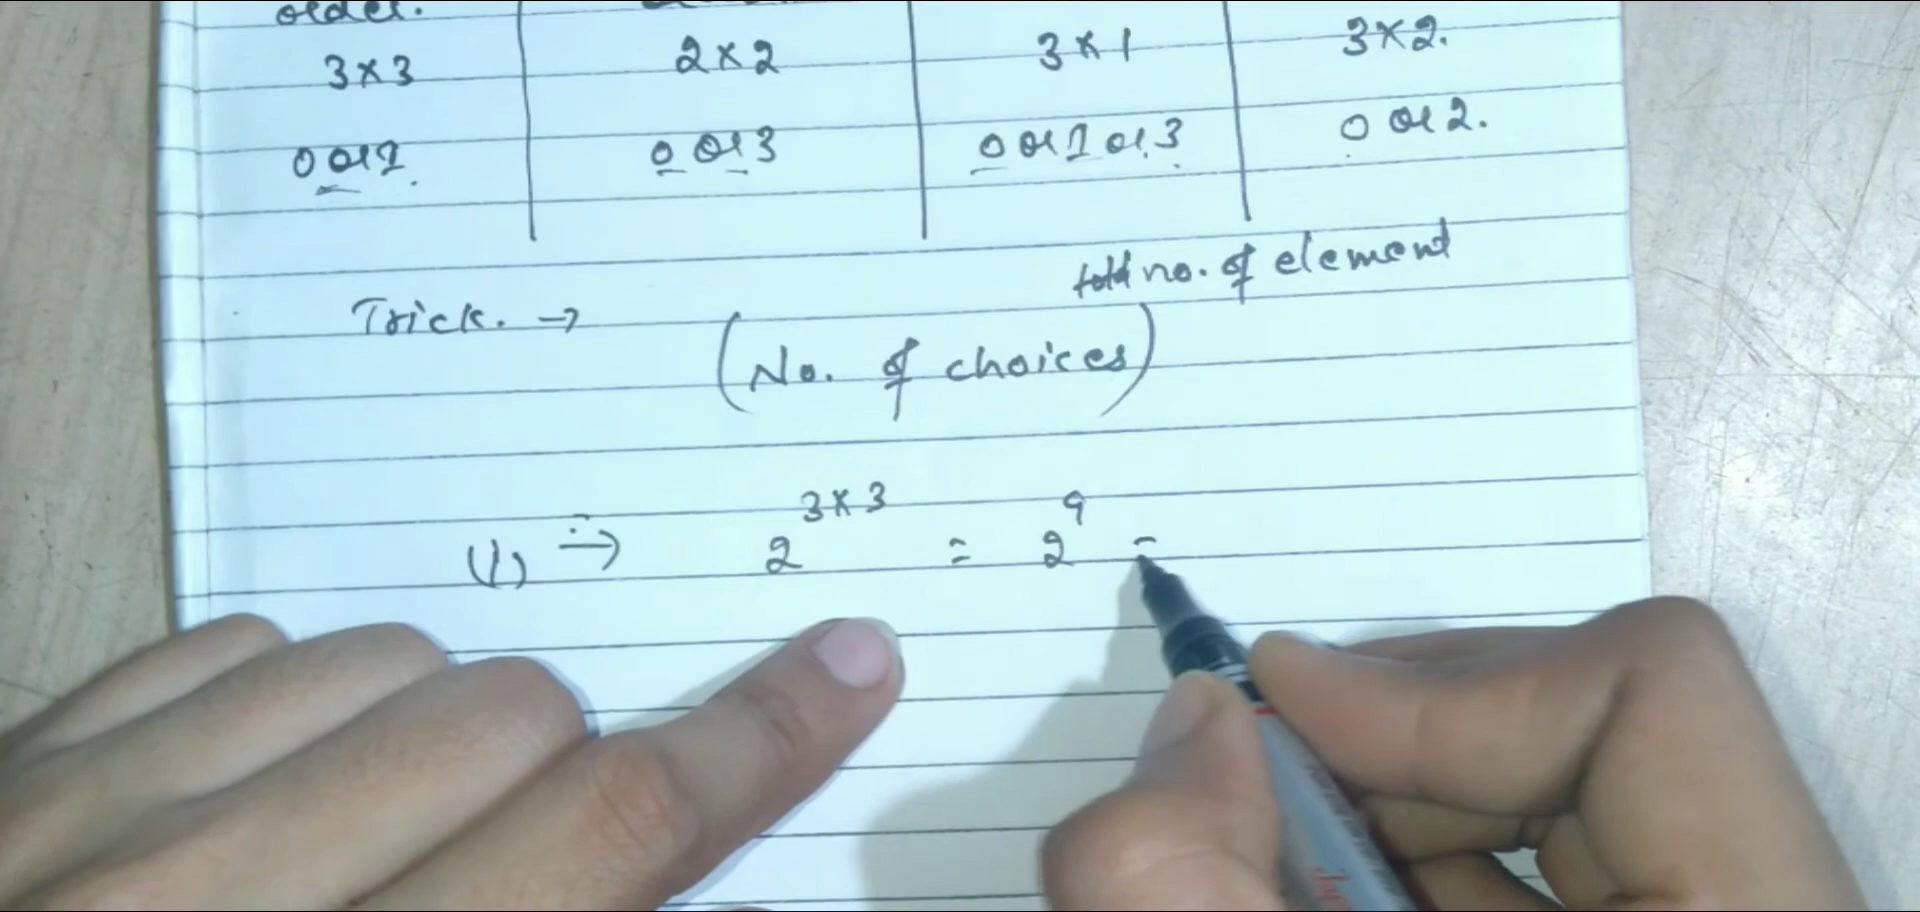 order.
3×3 2×2 3×1 3×2.
0 or 1. 0 or 3 0 or 1 or 3 0 or 2.
total no. of element
Trick. → (No. of choices)
(1) → 2^3×3 = 2^9 =